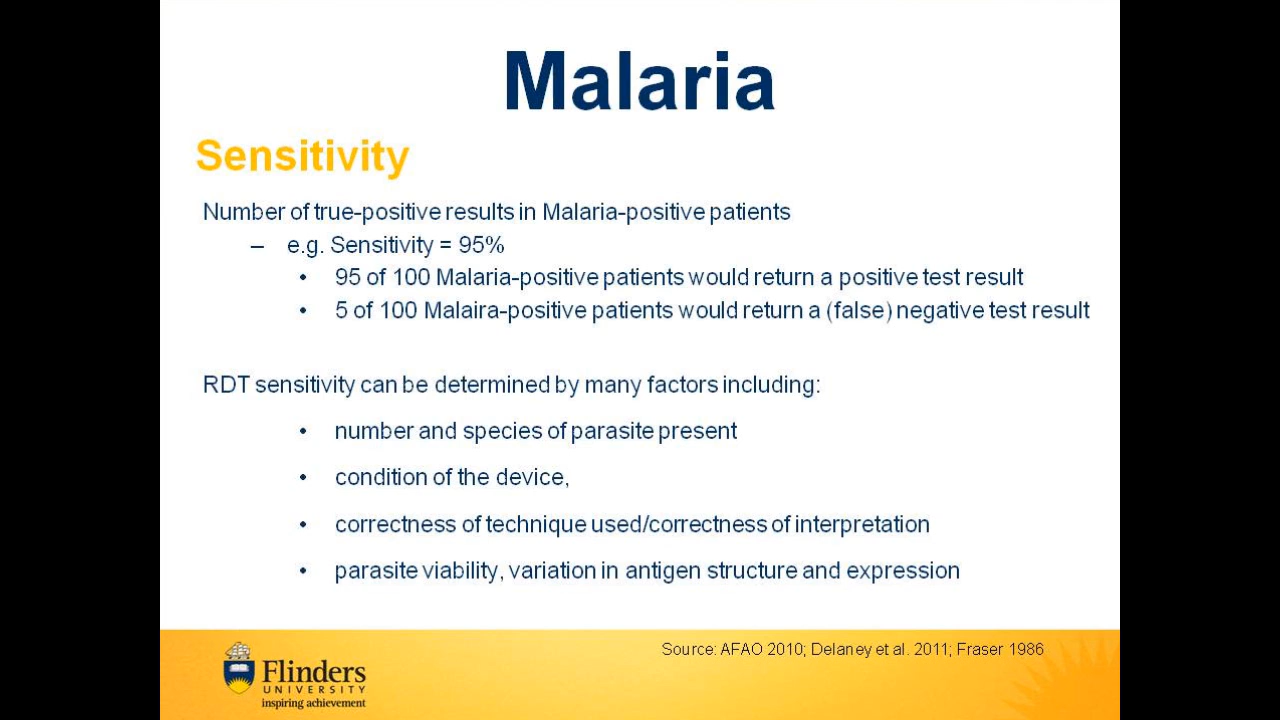 Malaria
Sensitivity
Number of true-positive results in Malaria-positive patients
– e.g. Sensitivity = 95%
• 95 of 100 Malaria-positive patients would return a positive test result
• 5 of 100 Malaira-positive patients would return a (false) negative test result
RDT sensitivity can be determined by many factors including:
• number and species of parasite present
• condition of the device,
• correctness of technique used/correctness of interpretation
• parasite viability, variation in antigen structure and expression
Source: AFAO 2010; Delaney et al. 2011; Fraser 1986
Flinders
UNIVERSITY
inspiring achievement